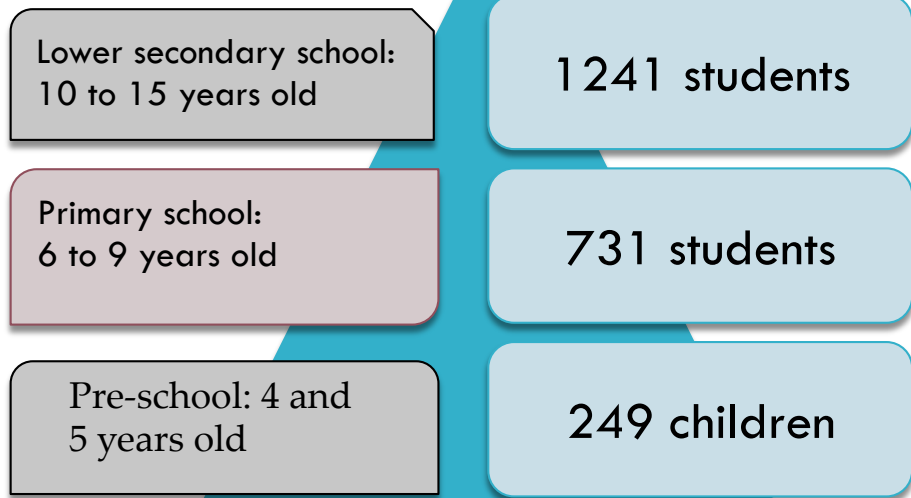 Lower secondary school:
10 to 15 years old
1241 students
Primary school:
6 to 9 years old
731 students
Pre-school: 4 and
5 years old
249 children